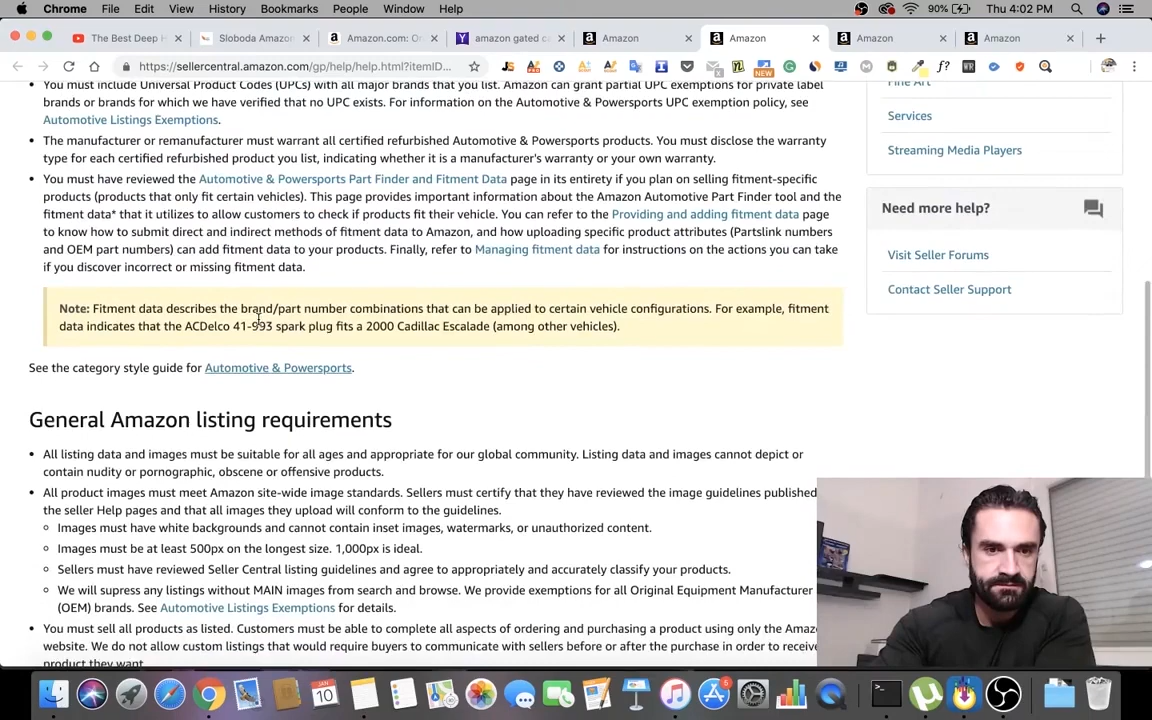 Chrome File Edit View History Bookmarks People Window Help 90% Thu 4:02 PM
The Best Deep H
Sloboda Amazon
Amazon.com: O
amazon gated c
Amazon
Amazon
Amazon
Amazon
https://sellercentral.amazon.com/gp/help/help.html?itemID...
You must include Universal Product Codes (UPCs) with all major brands that you list. Amazon can grant partial UPC exemptions for private label
brands or brands for which we have verified that no UPC exists. For information on the Automotive & Powersports UPC exemption policy, see
Automotive Listings Exemptions.
• The manufacturer or remanufacturer must warrant all certified refurbished Automotive & Powersports products. You must disclose the warranty
type for each certified refurbished product you list, indicating whether it is a manufacturer's warranty or your own warranty.
• You must have reviewed the Automotive & Powersports Part Finder and Fitment Data page in its entirety if you plan on selling fitment-specific
products (products that only fit certain vehicles). This page provides important information about the Amazon Automotive Part Finder tool and the
fitment data* that it utilizes to allow customers to check if products fit their vehicle. You can refer to the Providing and adding fitment data page
to know how to submit direct and indirect methods of fitment data to Amazon, and how uploading specific product attributes (Partslink numbers
and OEM part numbers) can add fitment data to your products. Finally, refer to Managing fitment data for instructions on the actions you can take
if you discover incorrect or missing fitment data.
Note: Fitment data describes the brand/part number combinations that can be applied to certain vehicle configurations. For example, fitment
data indicates that the ACDelco 41-993 spark plug fits a 2000 Cadillac Escalade (among other vehicles).
See the category style guide for Automotive & Powersports.
General Amazon listing requirements
• All listing data and images must be suitable for all ages and appropriate for our global community. Listing data and images cannot depict or
contain nudity or pornographic, obscene or offensive products.
• All product images must meet Amazon site-wide image standards. Sellers must certify that they have reviewed the image guidelines published
the seller Help pages and that all images they upload will conform to the guidelines.
Images must have white backgrounds and cannot contain inset images, watermarks, or unauthorized content.
Images must be at least 500px on the longest size. 1,000px is ideal.
Sellers must have reviewed Seller Central listing guidelines and agree to appropriately and accurately classify your products.
We will supress any listings without MAIN images from search and browse. We provide exemptions for all Original Equipment Manufacturer
(OEM) brands. See Automotive Listings Exemptions for details.
• You must sell all products as listed. Customers must be able to complete all aspects of ordering and purchasing a product using only the Amaz
website. We do not allow custom listings that would require buyers to communicate with sellers before or after the purchase in order to receive
product they want.
Fine Art
Services
Streaming Media Players
Need more help?
Visit Seller Forums
Contact Seller Support
JAN
10
5